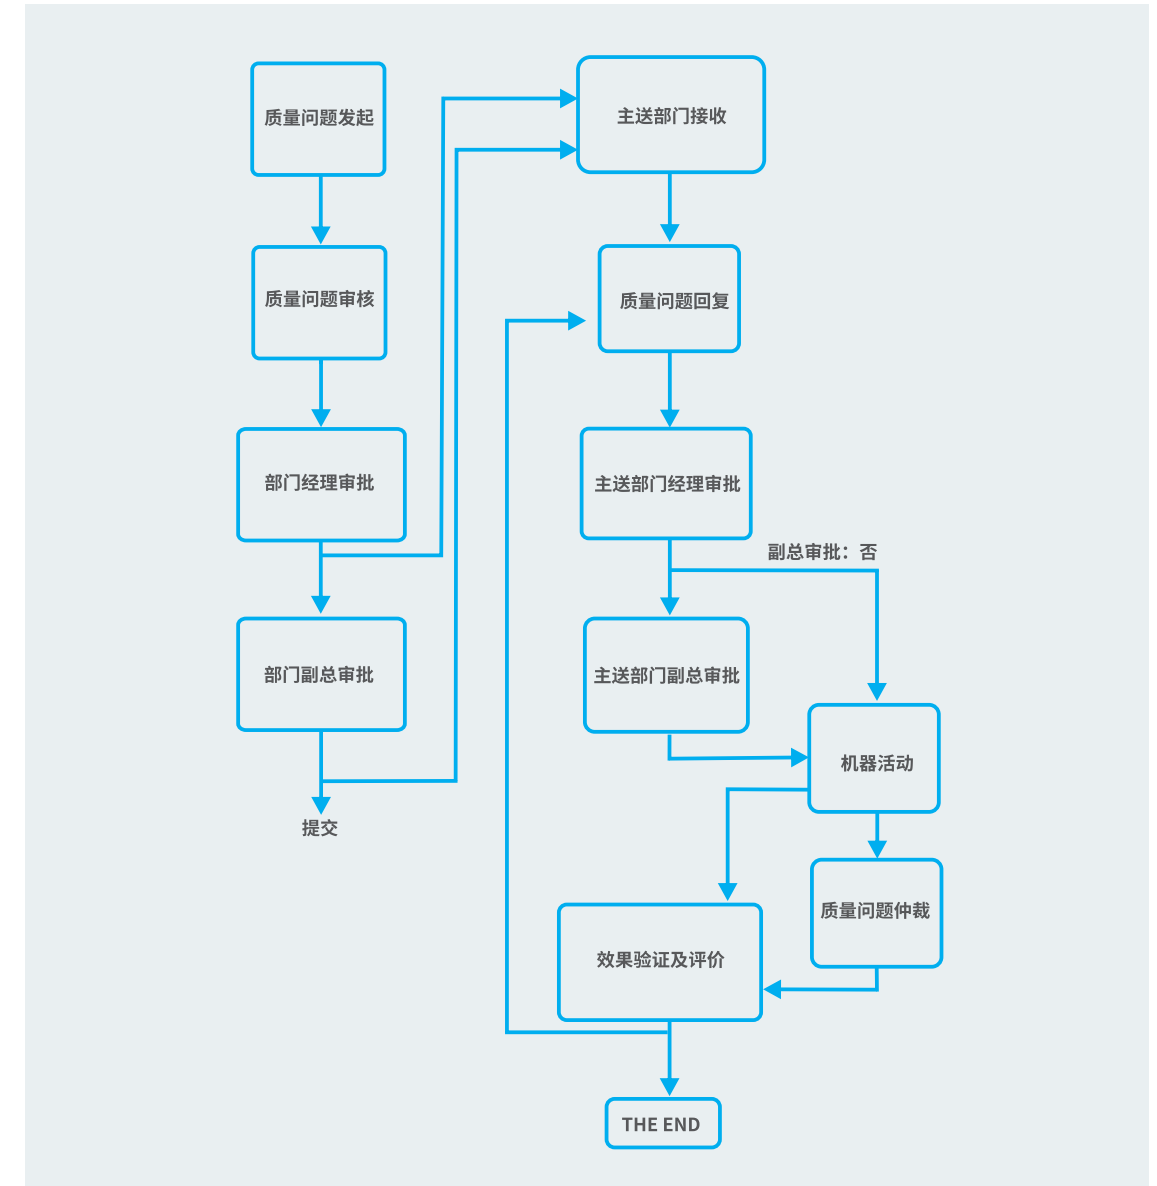 质量问题发起
质量问题审核
部门经理审批
部门副总审批
提交
主送部门接收
质量问题回复
主送部门经理审批
副总审批：否
主送部门副总审批
机器活动
质量问题仲裁
效果验证及评价
THE END